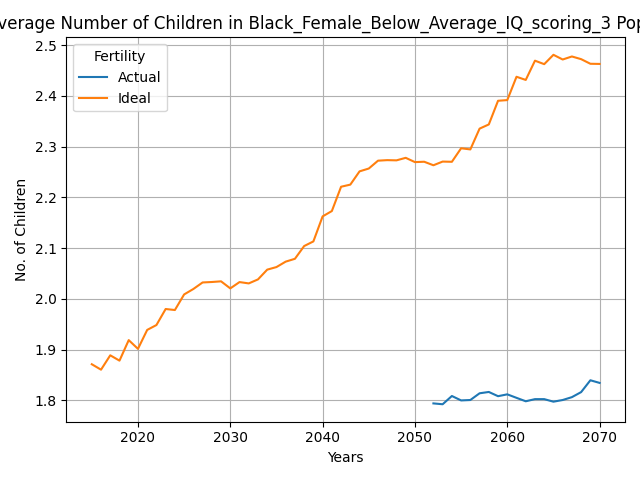 verage Number of Children in Black_Female_Below_Average_IQ_scoring_3 Pop
Fertility
Actual
Ideal
2.5
2.4
2.3
2.2
2.1
2.0
1.9
1.8
No. of Children
2020 2030 2040 2050 2060 2070
Years